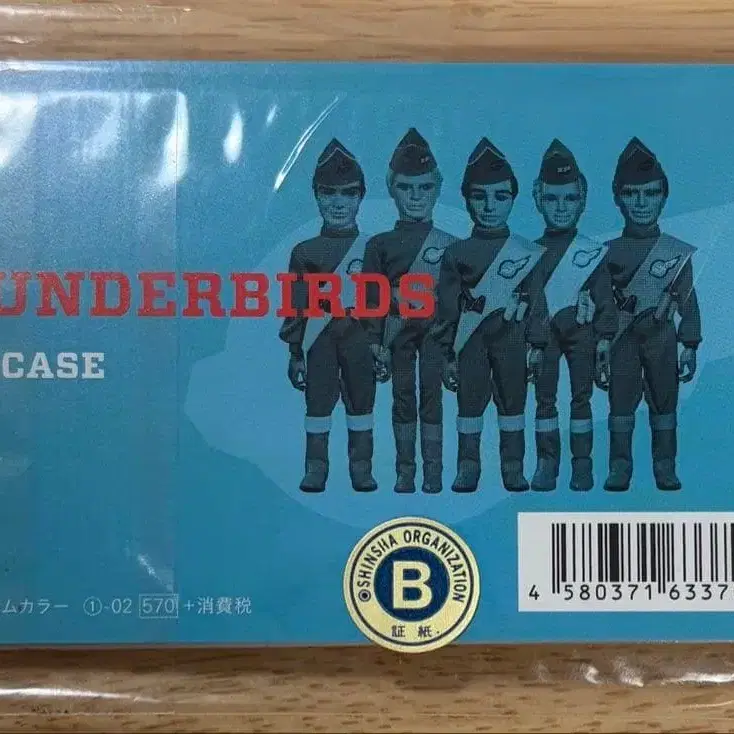 UNDERBIRDS
CASE
ムカラー ①-02 570 +消費税
SHINSHA ORGANIZATION
B
証紙
4 580371 6337